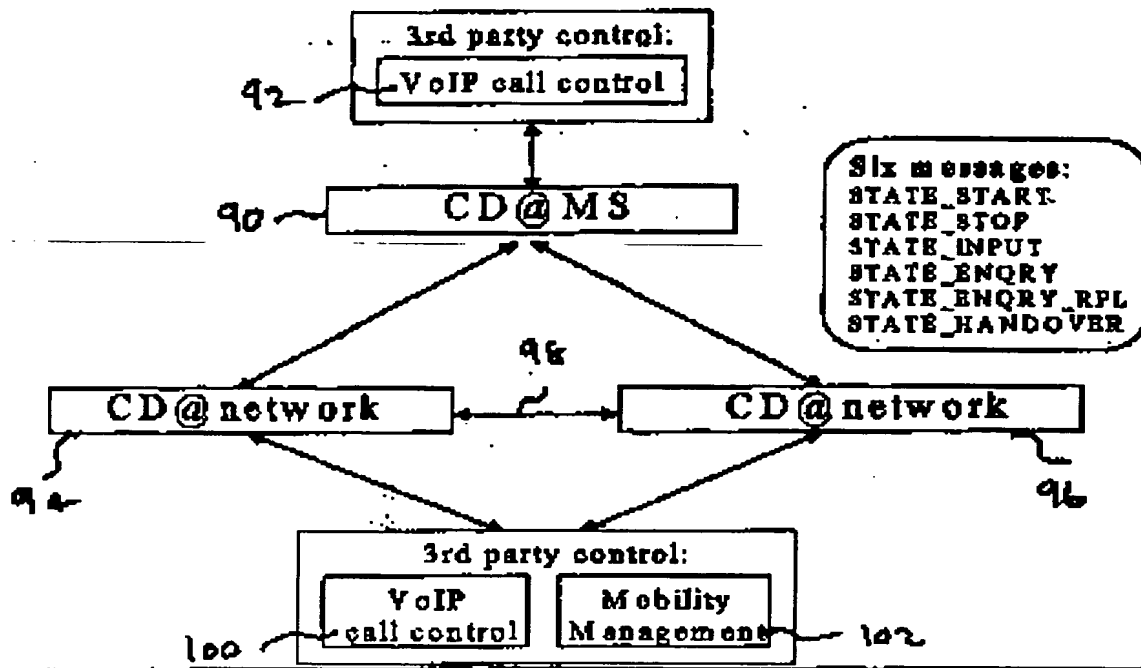 3rd party control:
VoIP call control
92
CD@MS
90
Six messages:
STATE_START
STATE_STOP
STATE_INPUT
STATE_ENQRY
STATE_ENQRY_RPL
STATE_HANDOVER
98
CD@network
CD@network
96
3rd party control:
VoIP
call control
Mobility
Management
100
102